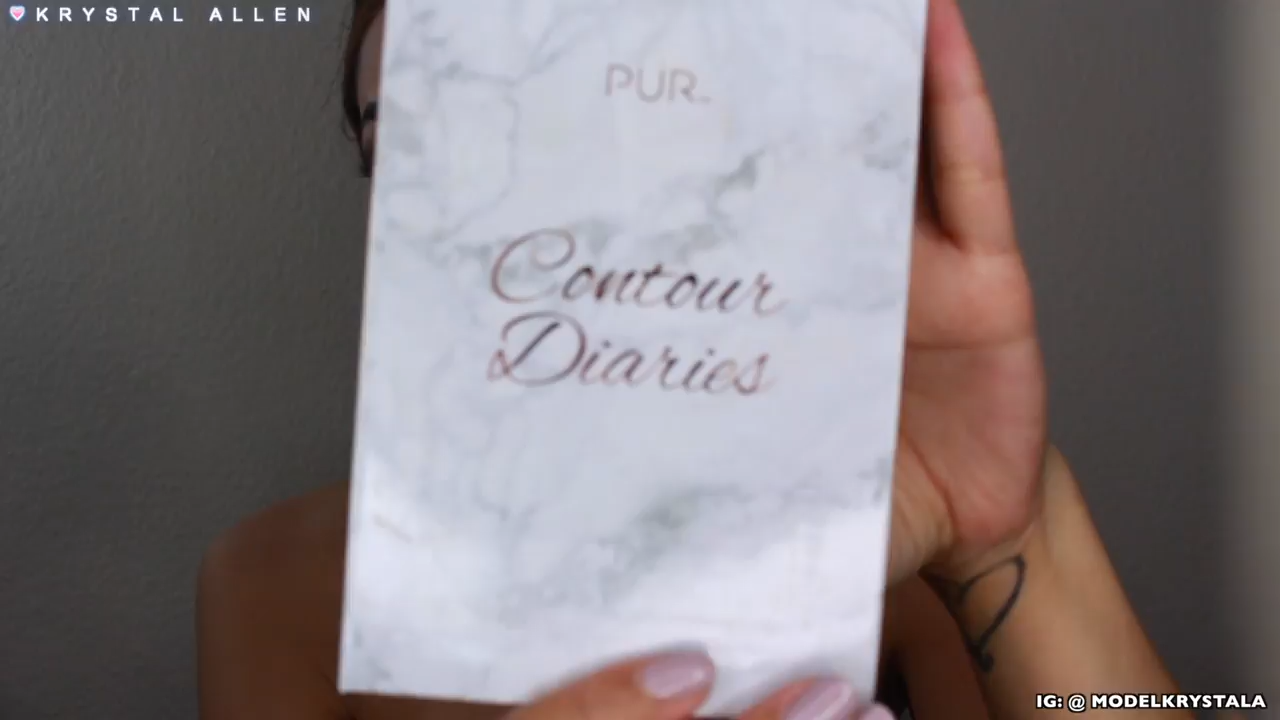 KRYSTAL ALLEN
PUR.
Contour
Diaries
IG: @ MODELKRYSTALA